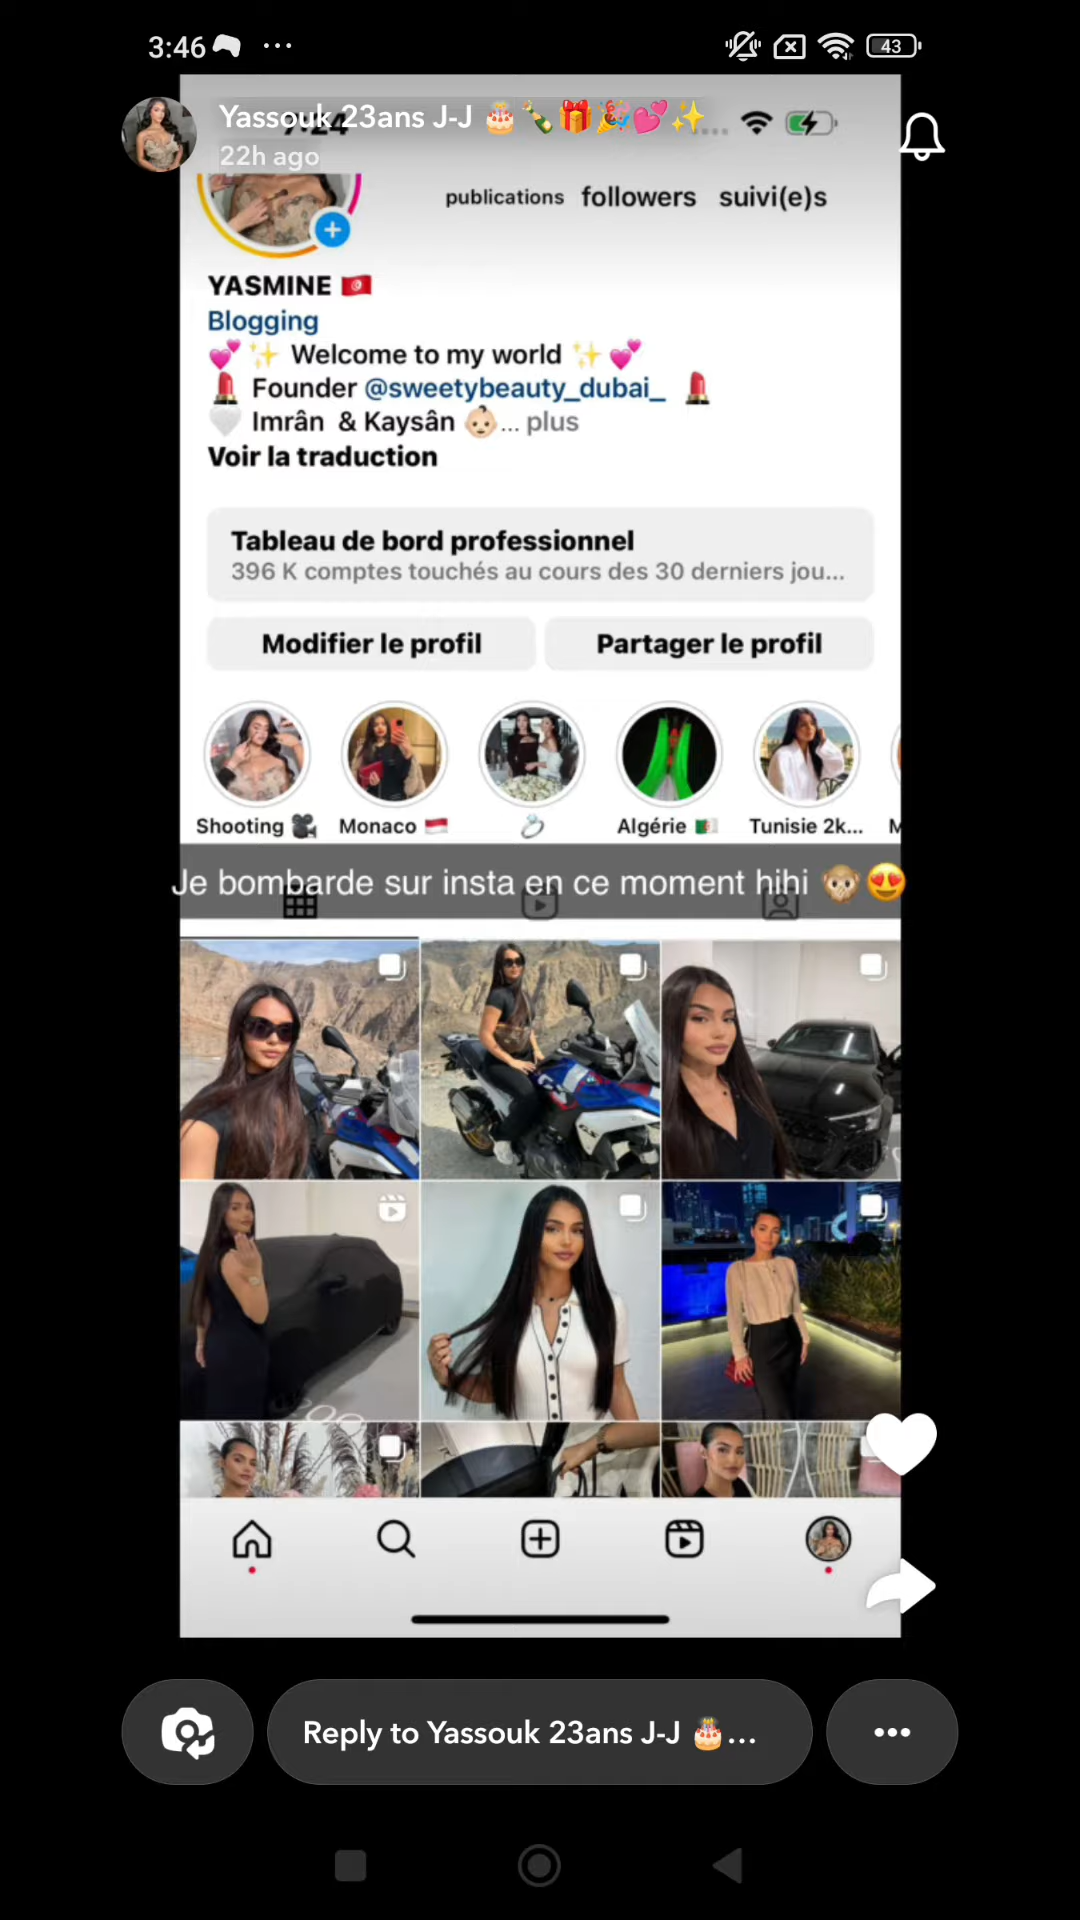 3:46
43
Yassouk 23ans J-J 🎂🍾🎁🎉💕✨
7:24
22h ago
publications followers suivi(e)s
YASMINE 🇹🇳
Blogging
💕✨ Welcome to my world ✨💕
💄 Founder @sweetybeauty_dubai_ 💄
🤍 Imrân & Kaysân 👶🏻... plus
Voir la traduction
Tableau de bord professionnel
396 K comptes touchés au cours des 30 derniers jou...
Modifier le profil
Partager le profil
Shooting 🎥
Monaco 🇲🇨
💍
Algérie 🇩🇿
Tunisie 2k...
M
Je bombarde sur insta en ce moment hihi 🙊😍
Reply to Yassouk 23ans J-J 🎂...